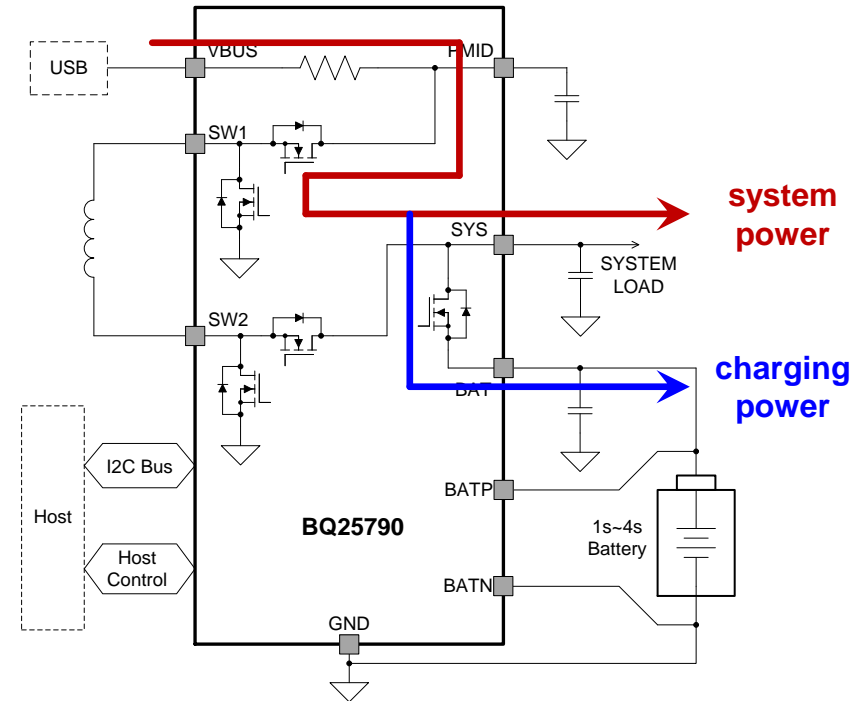 VBUS
PMID
USB
SW1
system
power
SYS
SYSTEM
LOAD
SW2
charging
power
BAT
I2C Bus
BATP
Host
BQ25790
1s~4s
Battery
Host
Control
BATN
GND